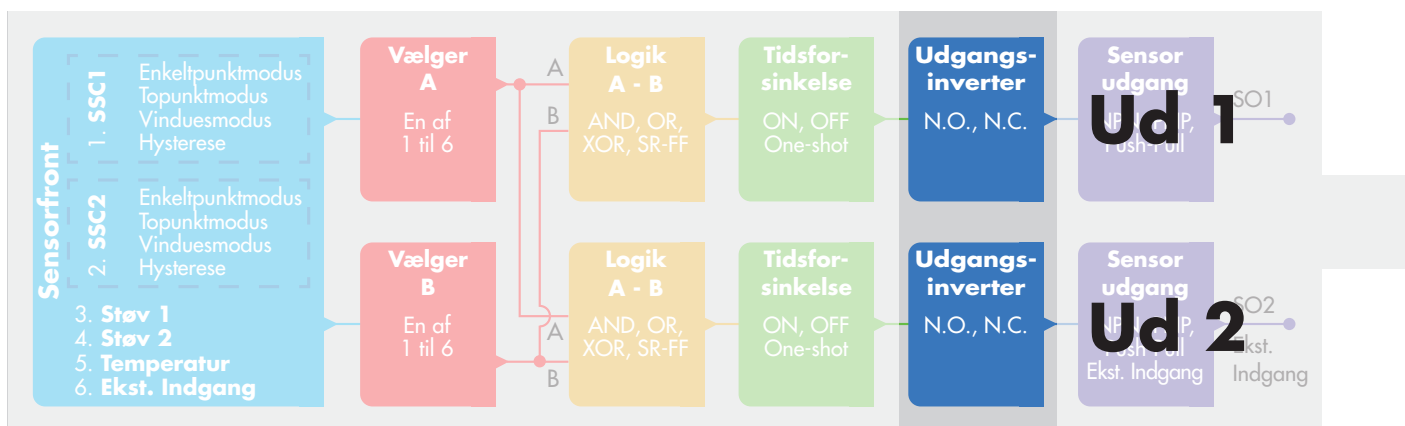 Sensorfront
1. SSC1
Enkeltpunktmodus
Topunktmodus
Vinduesmodus
Hysterese
2. SSC2
Enkeltpunktmodus
Topunktmodus
Vinduesmodus
Hysterese
3. Støv 1
4. Støv 2
5. Temperatur
6. Ekst. Indgang
Vælger
A
En af
1 til 6
Vælger
B
En af
1 til 6
A
B
A
B
Logik
A - B
AND, OR,
XOR, SR-FF
Logik
A - B
AND, OR,
XOR, SR-FF
Tidsfor-
sinkelse
ON, OFF
One-shot
Tidsfor-
sinkelse
ON, OFF
One-shot
Udgangs-
inverter
N.O., N.C.
Udgangs-
inverter
N.O., N.C.
Sensor
udgang
Ud 1
Push-Pull
SO1
Sensor
udgang
Ud 2
Push-Pull
Ekst. Indgang
SO2
Ekst.
Indgang